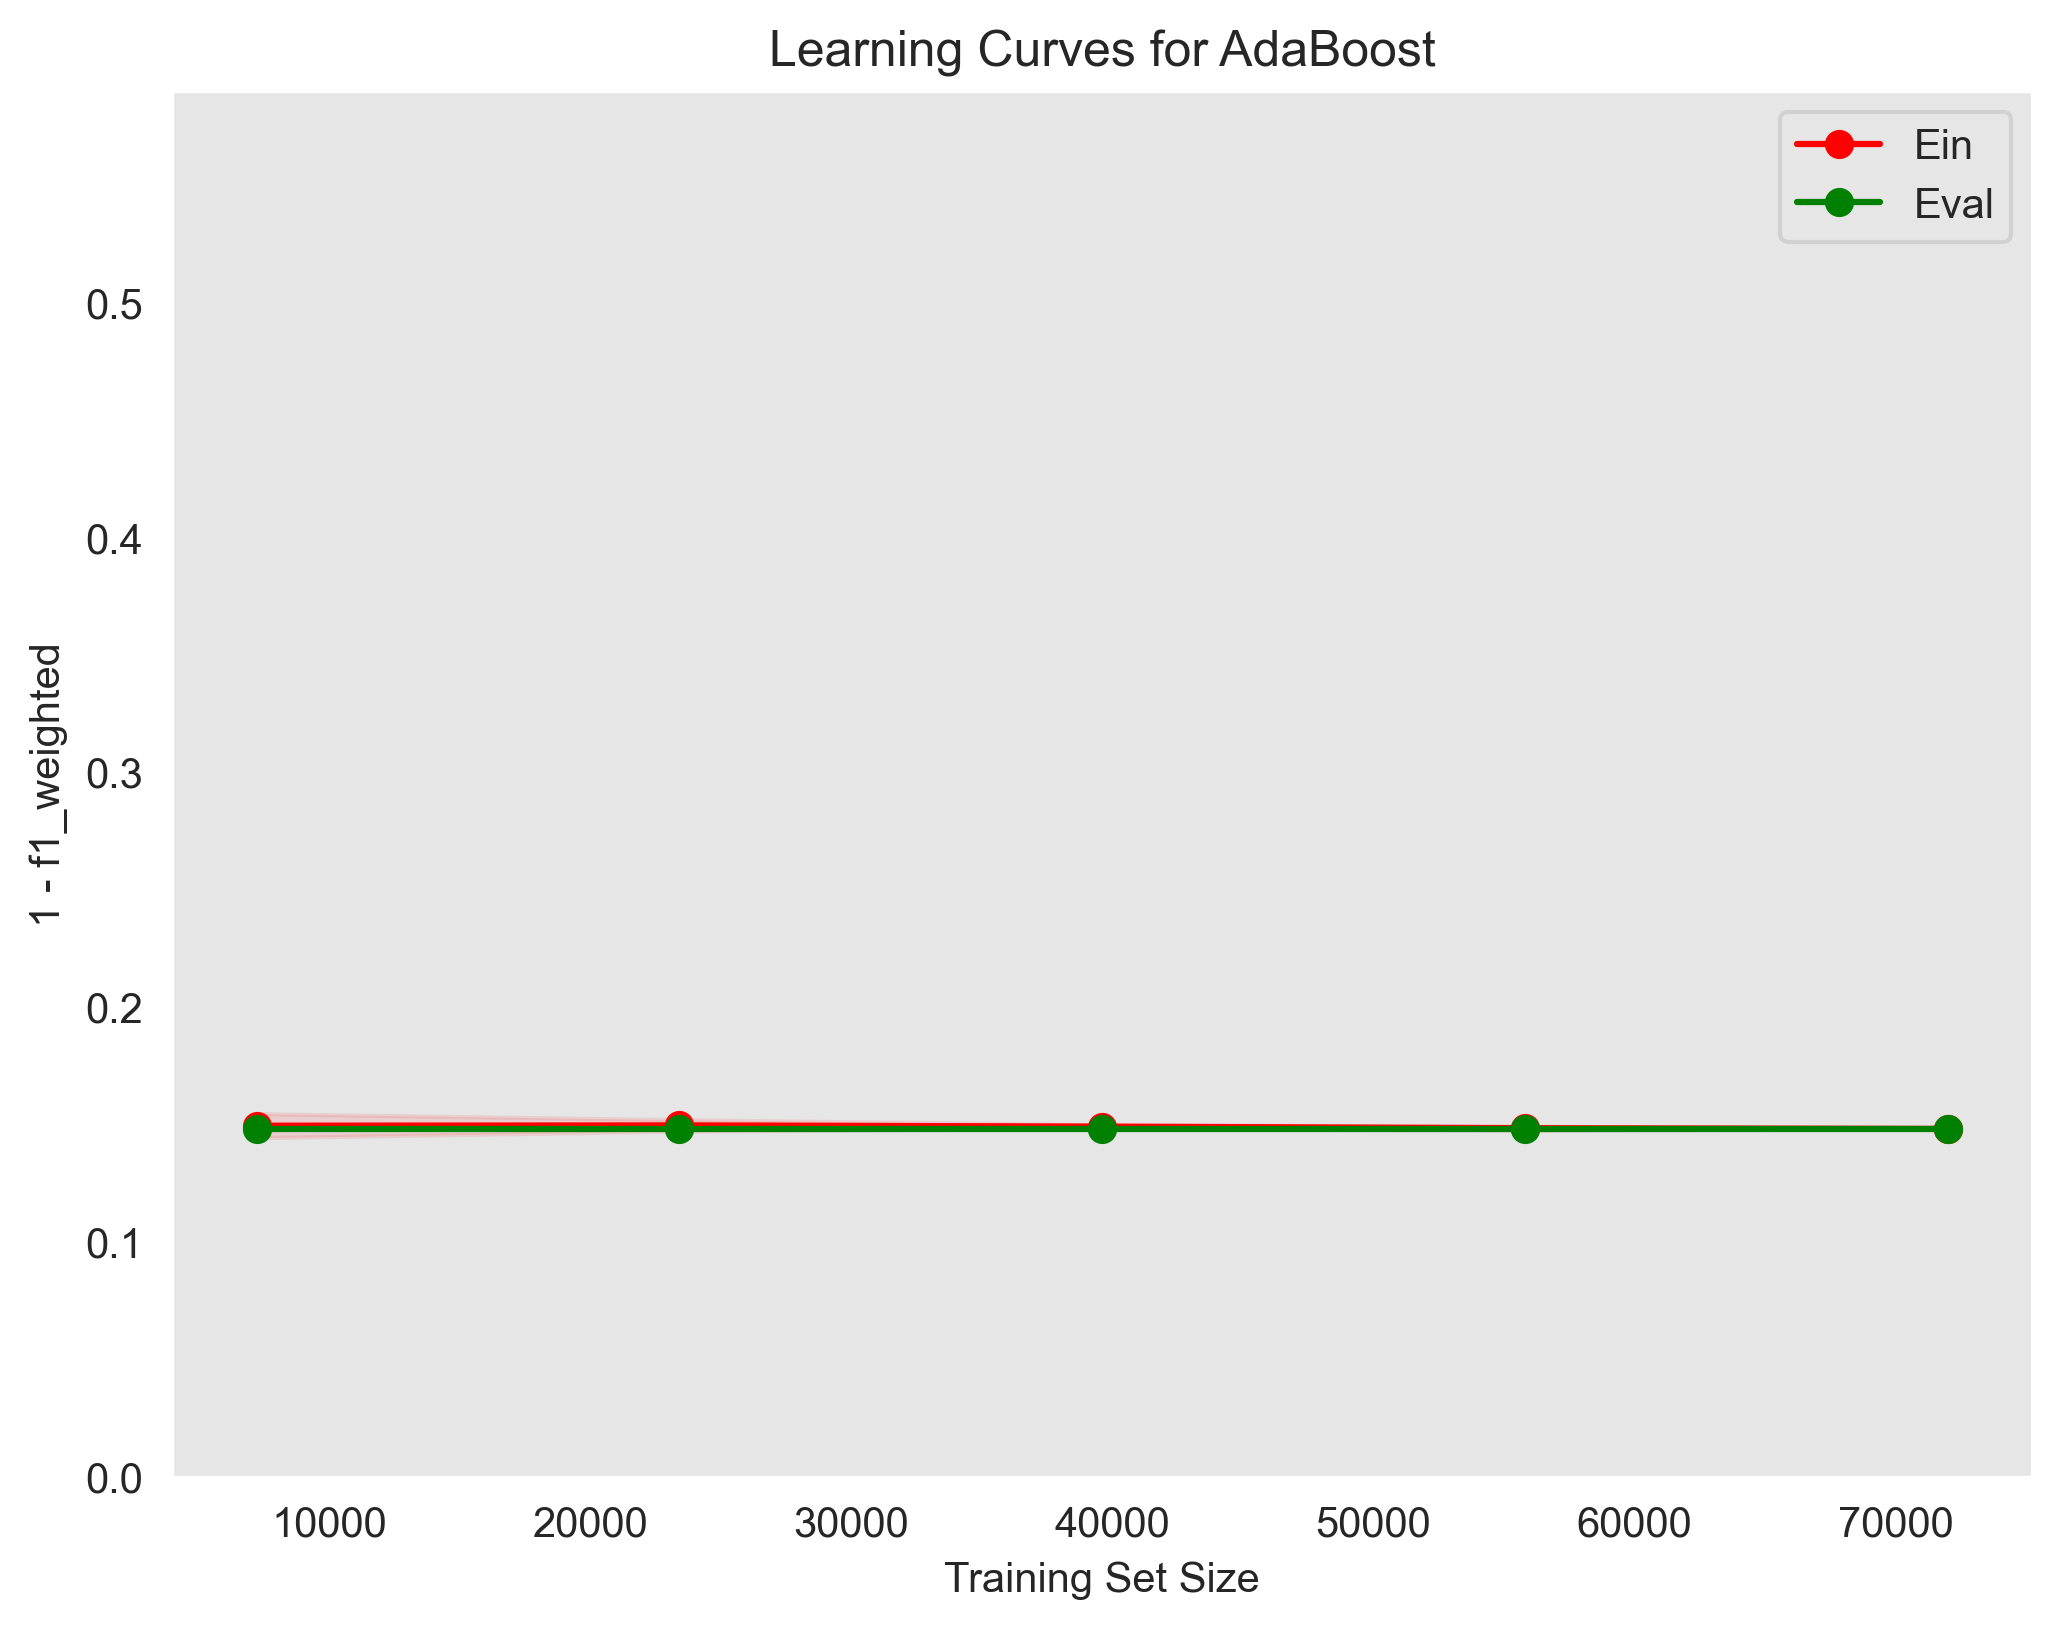 Learning Curves for AdaBoost
Ein
Eval
1 - f1_weighted
0.5
0.4
0.3
0.2
0.1
0.0
10000 20000 30000 40000 50000 60000 70000
Training Set Size